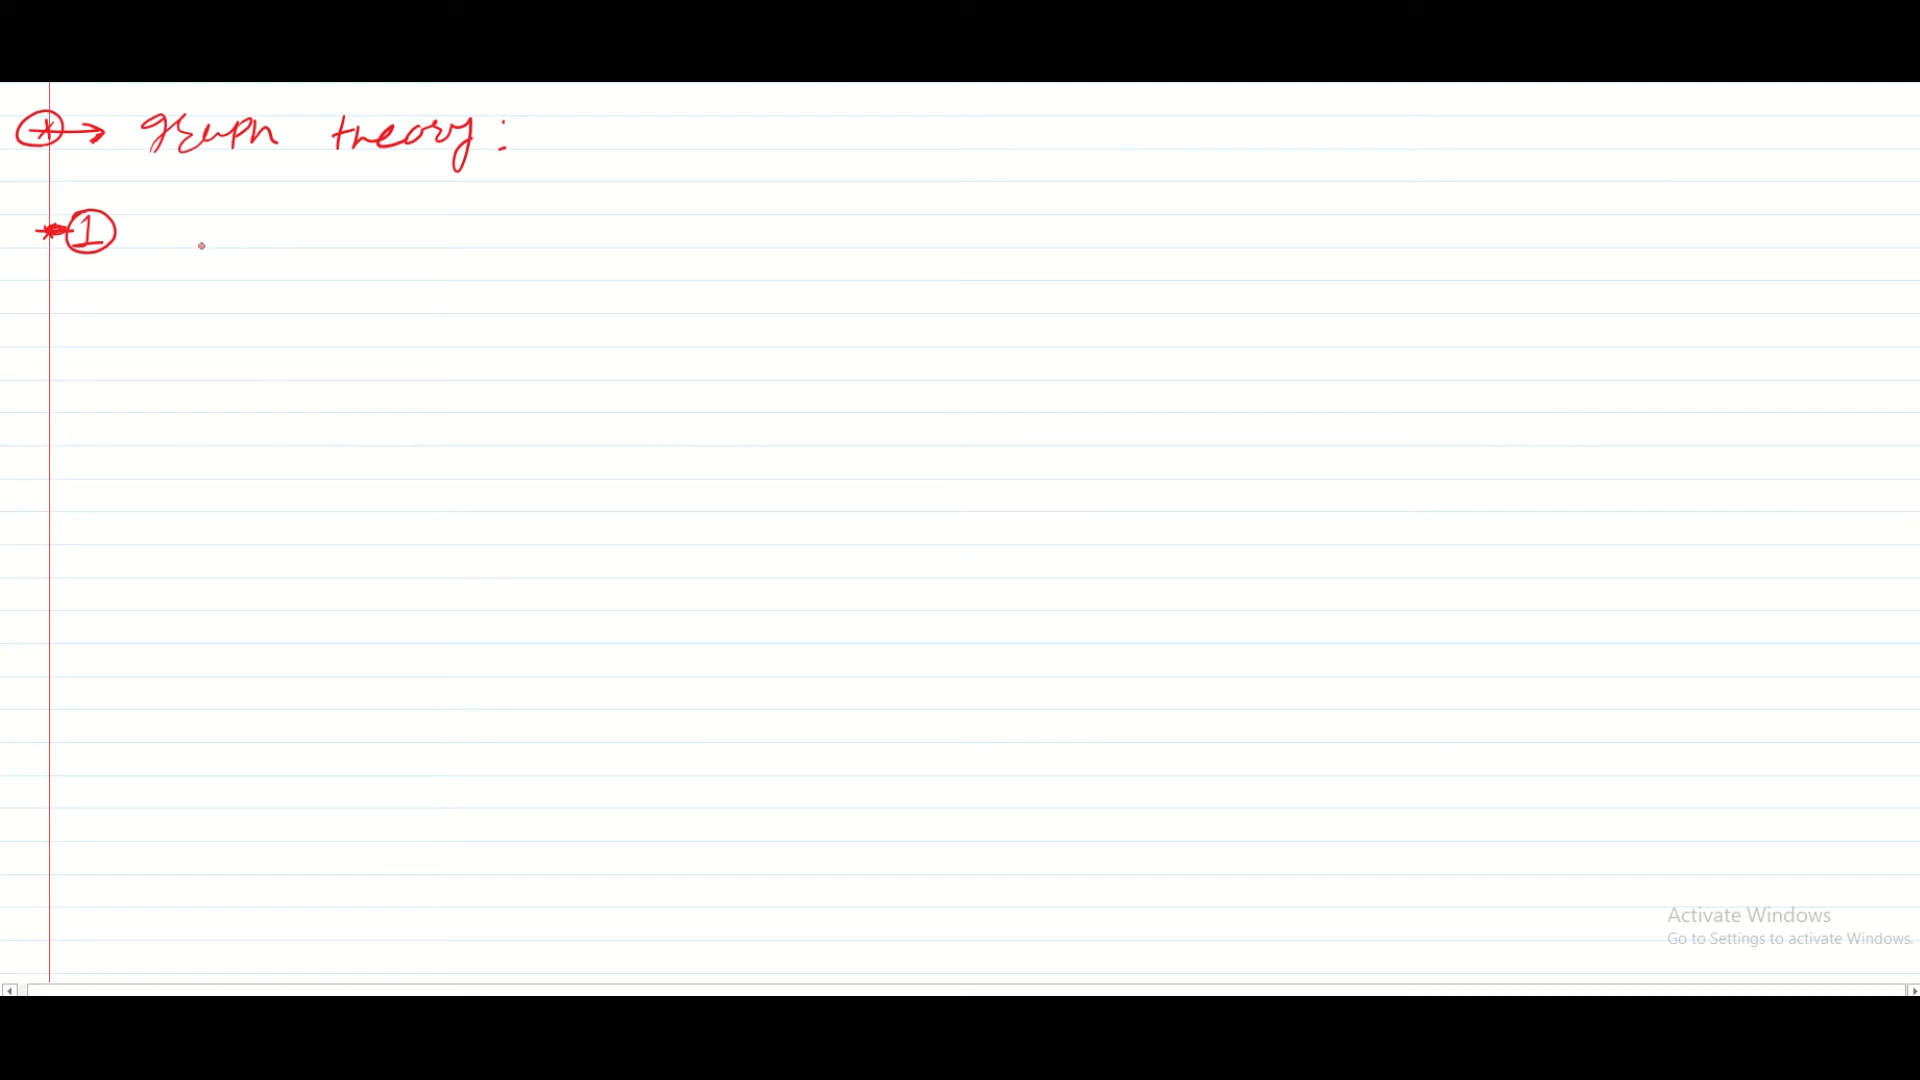 * → Graph theory:
* 1
Activate Windows
Go to Settings to activate Windows.